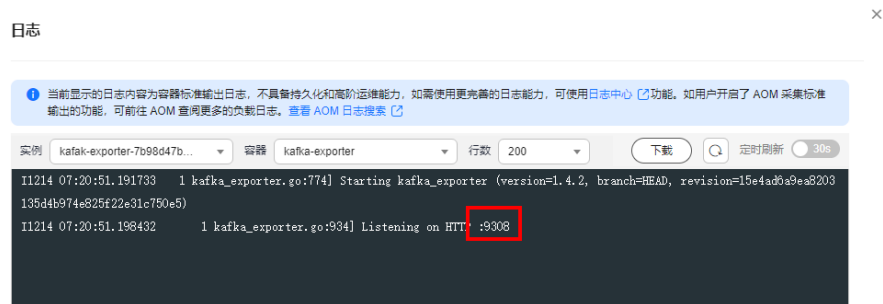 日志
当前显示的日志内容为容器标准输出日志，不具备持久化和高阶运维能力，如需使用更完善的日志能力，可使用日志中心功能。如用户开启了 AOM 采集标准
输出的功能，可前往 AOM 查阅更多的负载日志。查看 AOM 日志搜索
实例 kafak-exporter-7b98d47b... 容器 kafka-exporter 行数 200 下载 定时刷新 30s
I1214 07:20:51.191733 1 kafka_exporter.go:774] Starting kafka_exporter (version=1.4.2, branch=HEAD, revision=15e4ad6a9ea8203
135d4b974e825f22e31c750e5)
I1214 07:20:51.198432 1 kafka_exporter.go:934] Listening on HTTP :9308